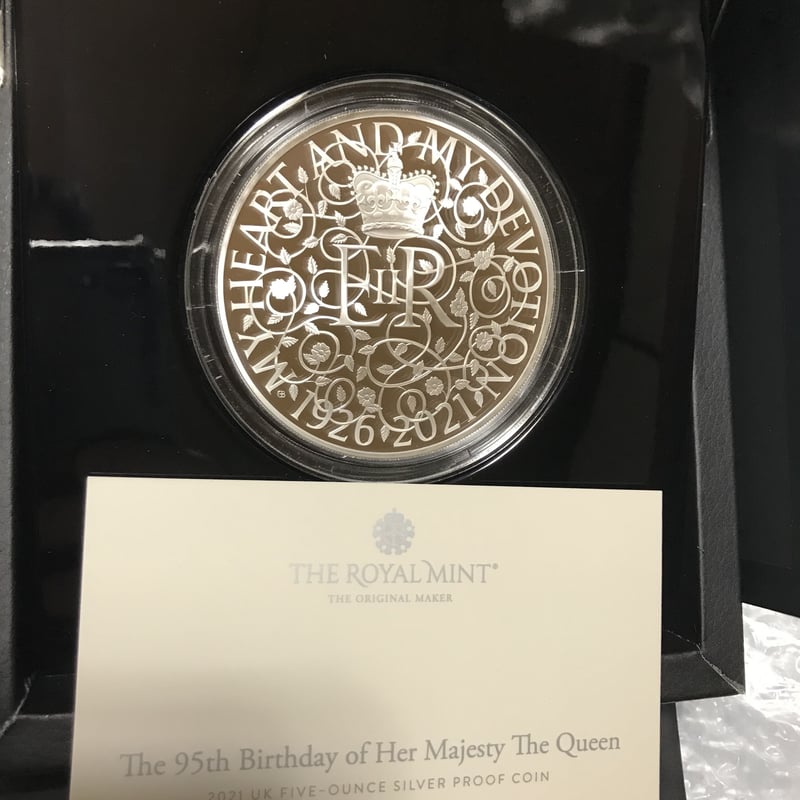 MY HEART AND MY DEVOTION
EIIR
1926·2021
THE ROYAL MINT®
THE ORIGINAL MAKER
The 95th Birthday of Her Majesty The Queen
2021 UK FIVE-OUNCE SILVER PROOF COIN